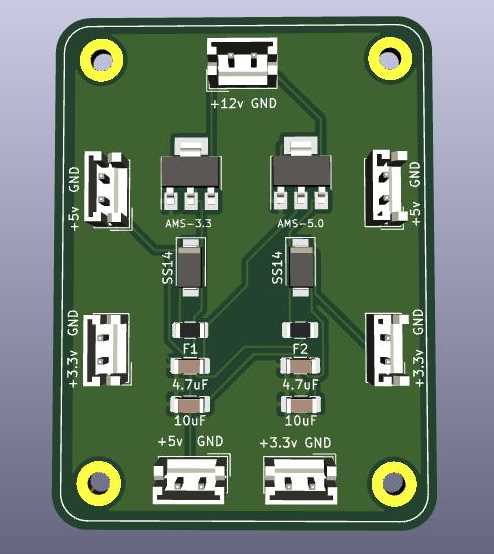 +12v GND
+5v GND
AMS-3.3
AMS-5.0
+5v GND
SS14
SS14
+3.3v GND
F1
F2
+3.3v GND
4.7uF
4.7uF
10uF
10uF
+5v GND
+3.3v GND